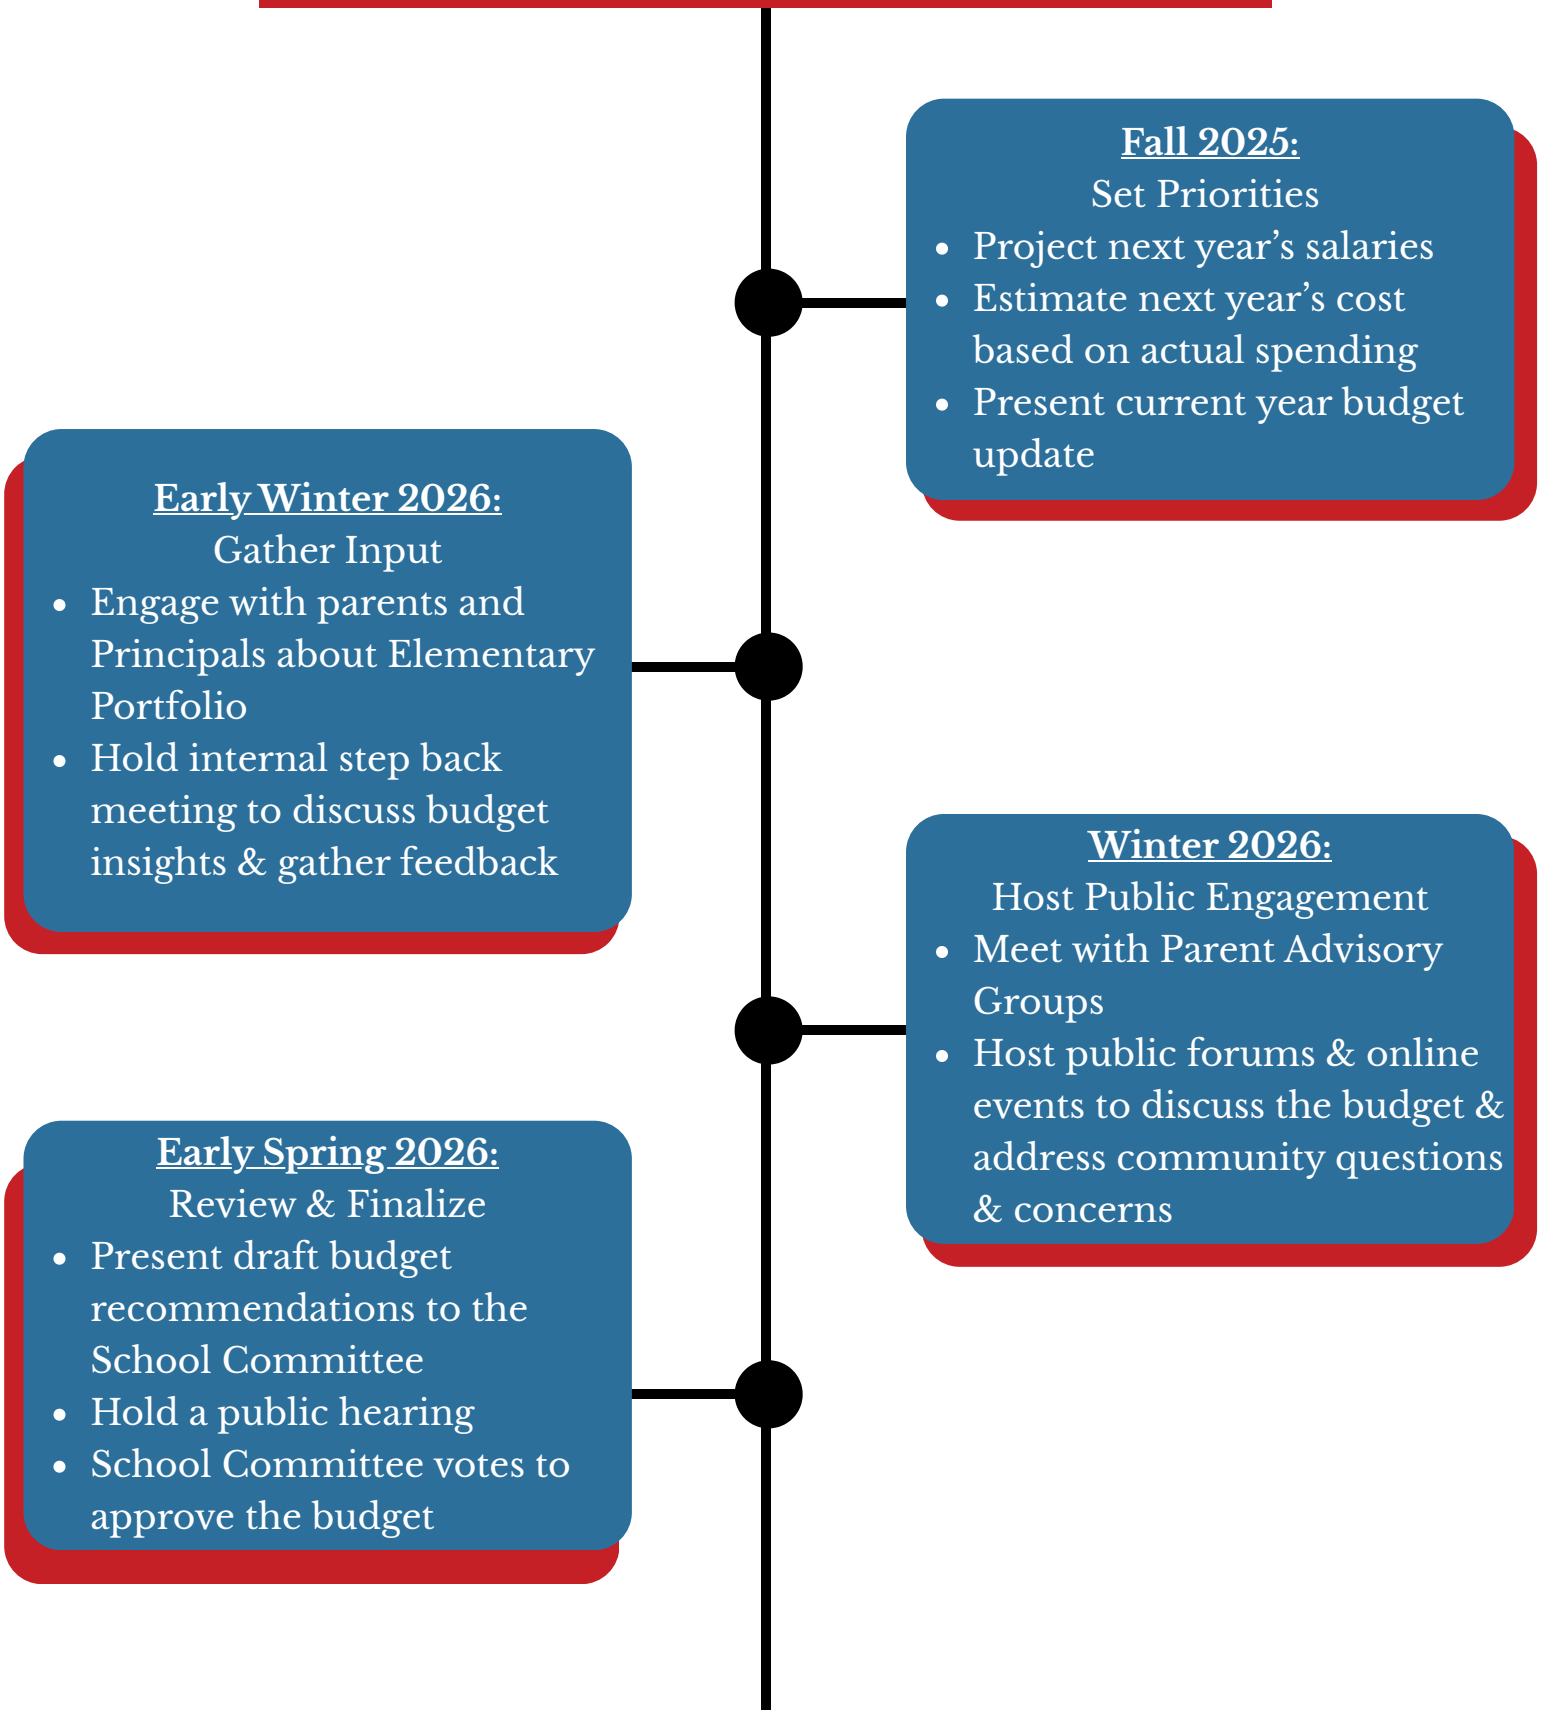 Fall 2025:
Set Priorities
• Project next year’s salaries
• Estimate next year’s cost
based on actual spending
• Present current year budget
update
Early Winter 2026:
Gather Input
• Engage with parents and
Principals about Elementary
Portfolio
• Hold internal step back
meeting to discuss budget
insights & gather feedback
Winter 2026:
Host Public Engagement
• Meet with Parent Advisory
Groups
• Host public forums & online
events to discuss the budget &
address community questions
& concerns
Early Spring 2026:
Review & Finalize
• Present draft budget
recommendations to the
School Committee
• Hold a public hearing
• School Committee votes to
approve the budget